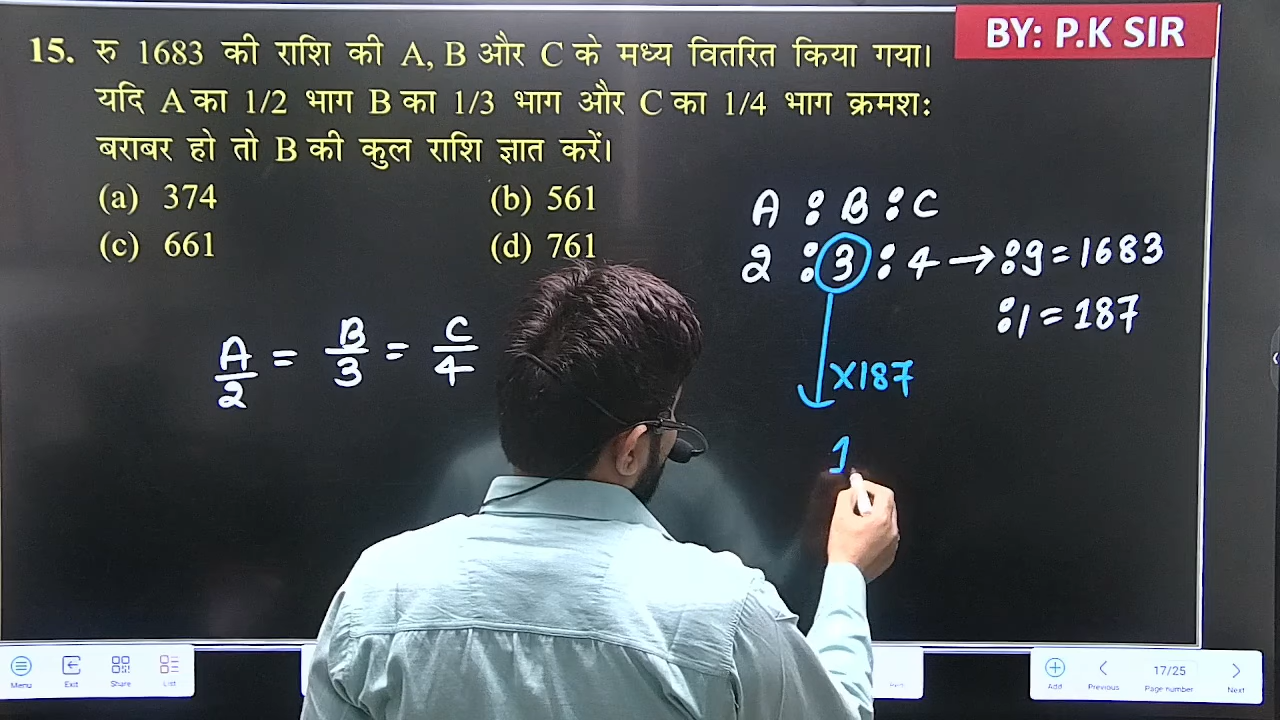 BY: P.K SIR
15. रु 1683 की राशि की A, B और C के मध्य वितरित किया गया।
यदि A का 1/2 भाग B का 1/3 भाग और C का 1/4 भाग क्रमश:
बराबर हो तो B की कुल राशि ज्ञात करें।
(a) 374 (b) 561
(c) 661 (d) 761
A : B : C
2 : 3 : 4 → : 9 = 1683
: 1 = 187
A/2 = B/3 = C/4
×187
1
Menu Exit Share List
Add Previous 17/25 Page number Next